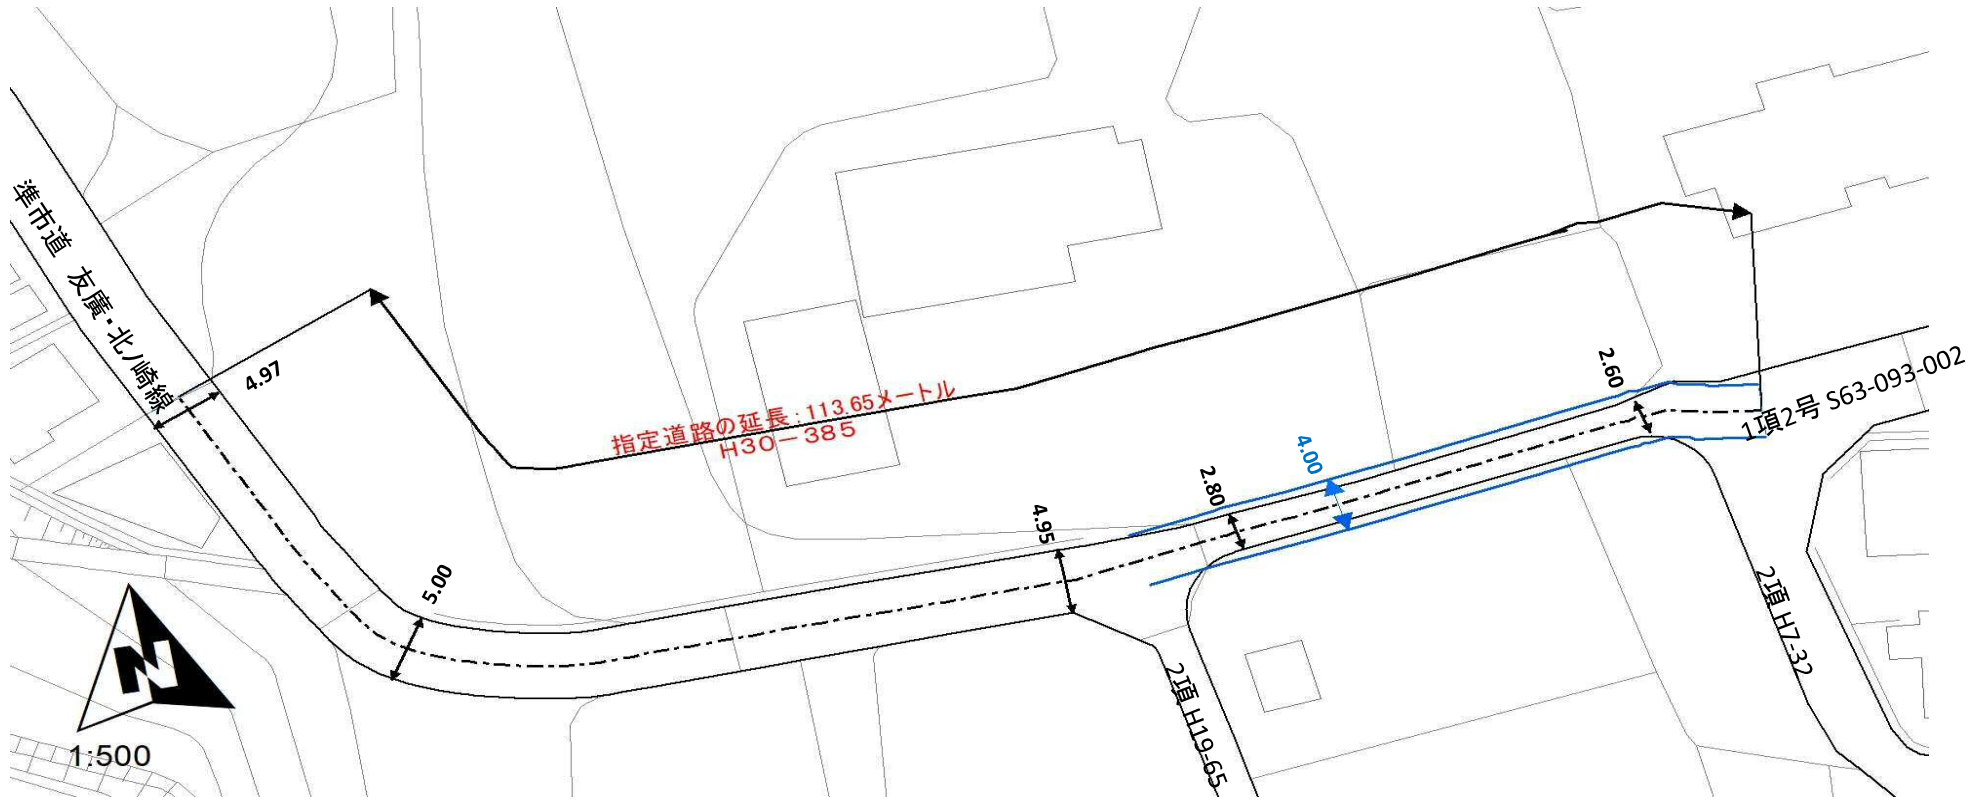 準市道 友廣・北ノ崎線
4.97
指定道路の延長：113.65メートル
H30－385
2.60
4.00
2.80
4.95
5.00
1項2号 S63-093-002
2項 H7-32
2項 H19-65
N
1:500